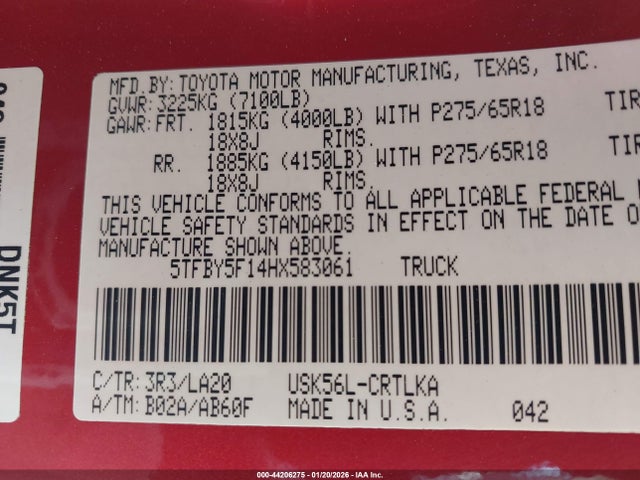 MFD.BY:TOYOTA MOTOR MANUFACTURING, TEXAS, INC.
GVWR:3225KG (7100LB)
GAWR:FRT. 1815KG (4000LB) WITH P275/65R18 TIR
18X8J RIMS.
RR. 1885KG (4150LB) WITH P275/65R18 TIR
18X8J RIMS.
THIS VEHICLE CONFORMS TO ALL APPLICABLE FEDERAL
VEHICLE SAFETY STANDARDS IN EFFECT ON THE DATE O
MANUFACTURE SHOWN ABOVE.
5TFBY5F14HX583061 TRUCK
C/TR:3R3/LA20 USK56L-CRTLKA
A/TM:B02A/AB60F MADE IN U.S.A. 042
DNK5T
000-44206275 - 01/20/2026 - IAA Inc.